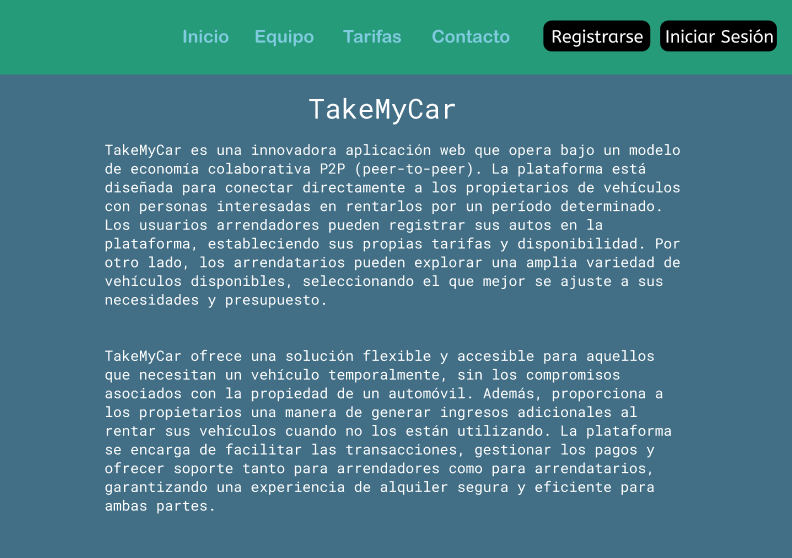 Inicio Equipo Tarifas Contacto Registrarse Iniciar Sesión
TakeMyCar
TakeMyCar es una innovadora aplicación web que opera bajo un modelo
de economía colaborativa P2P (peer-to-peer). La plataforma está
diseñada para conectar directamente a los propietarios de vehículos
con personas interesadas en rentarlos por un período determinado.
Los usuarios arrendadores pueden registrar sus autos en la
plataforma, estableciendo sus propias tarifas y disponibilidad. Por
otro lado, los arrendatarios pueden explorar una amplia variedad de
vehículos disponibles, seleccionando el que mejor se ajuste a sus
necesidades y presupuesto.
TakeMyCar ofrece una solución flexible y accesible para aquellos
que necesitan un vehículo temporalmente, sin los compromisos
asociados con la propiedad de un automóvil. Además, proporciona a
los propietarios una manera de generar ingresos adicionales al
rentar sus vehículos cuando no los están utilizando. La plataforma
se encarga de facilitar las transacciones, gestionar los pagos y
ofrecer soporte tanto para arrendadores como para arrendatarios,
garantizando una experiencia de alquiler segura y eficiente para
ambas partes.